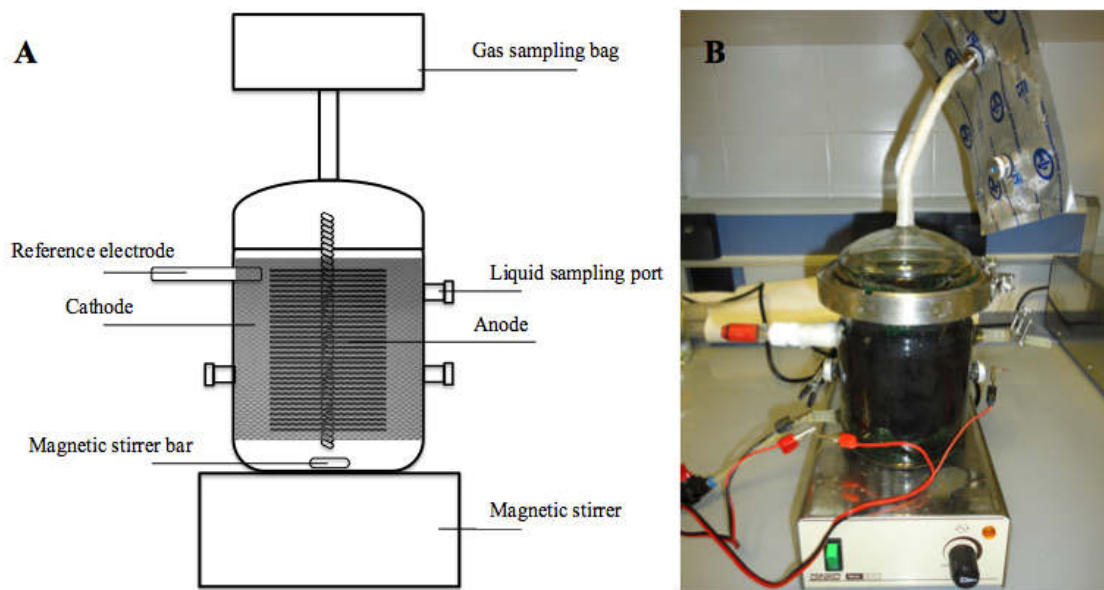 A
Gas sampling bag
Reference electrode
Liquid sampling port
Cathode
Anode
Magnetic stirrer bar
Magnetic stirrer
B